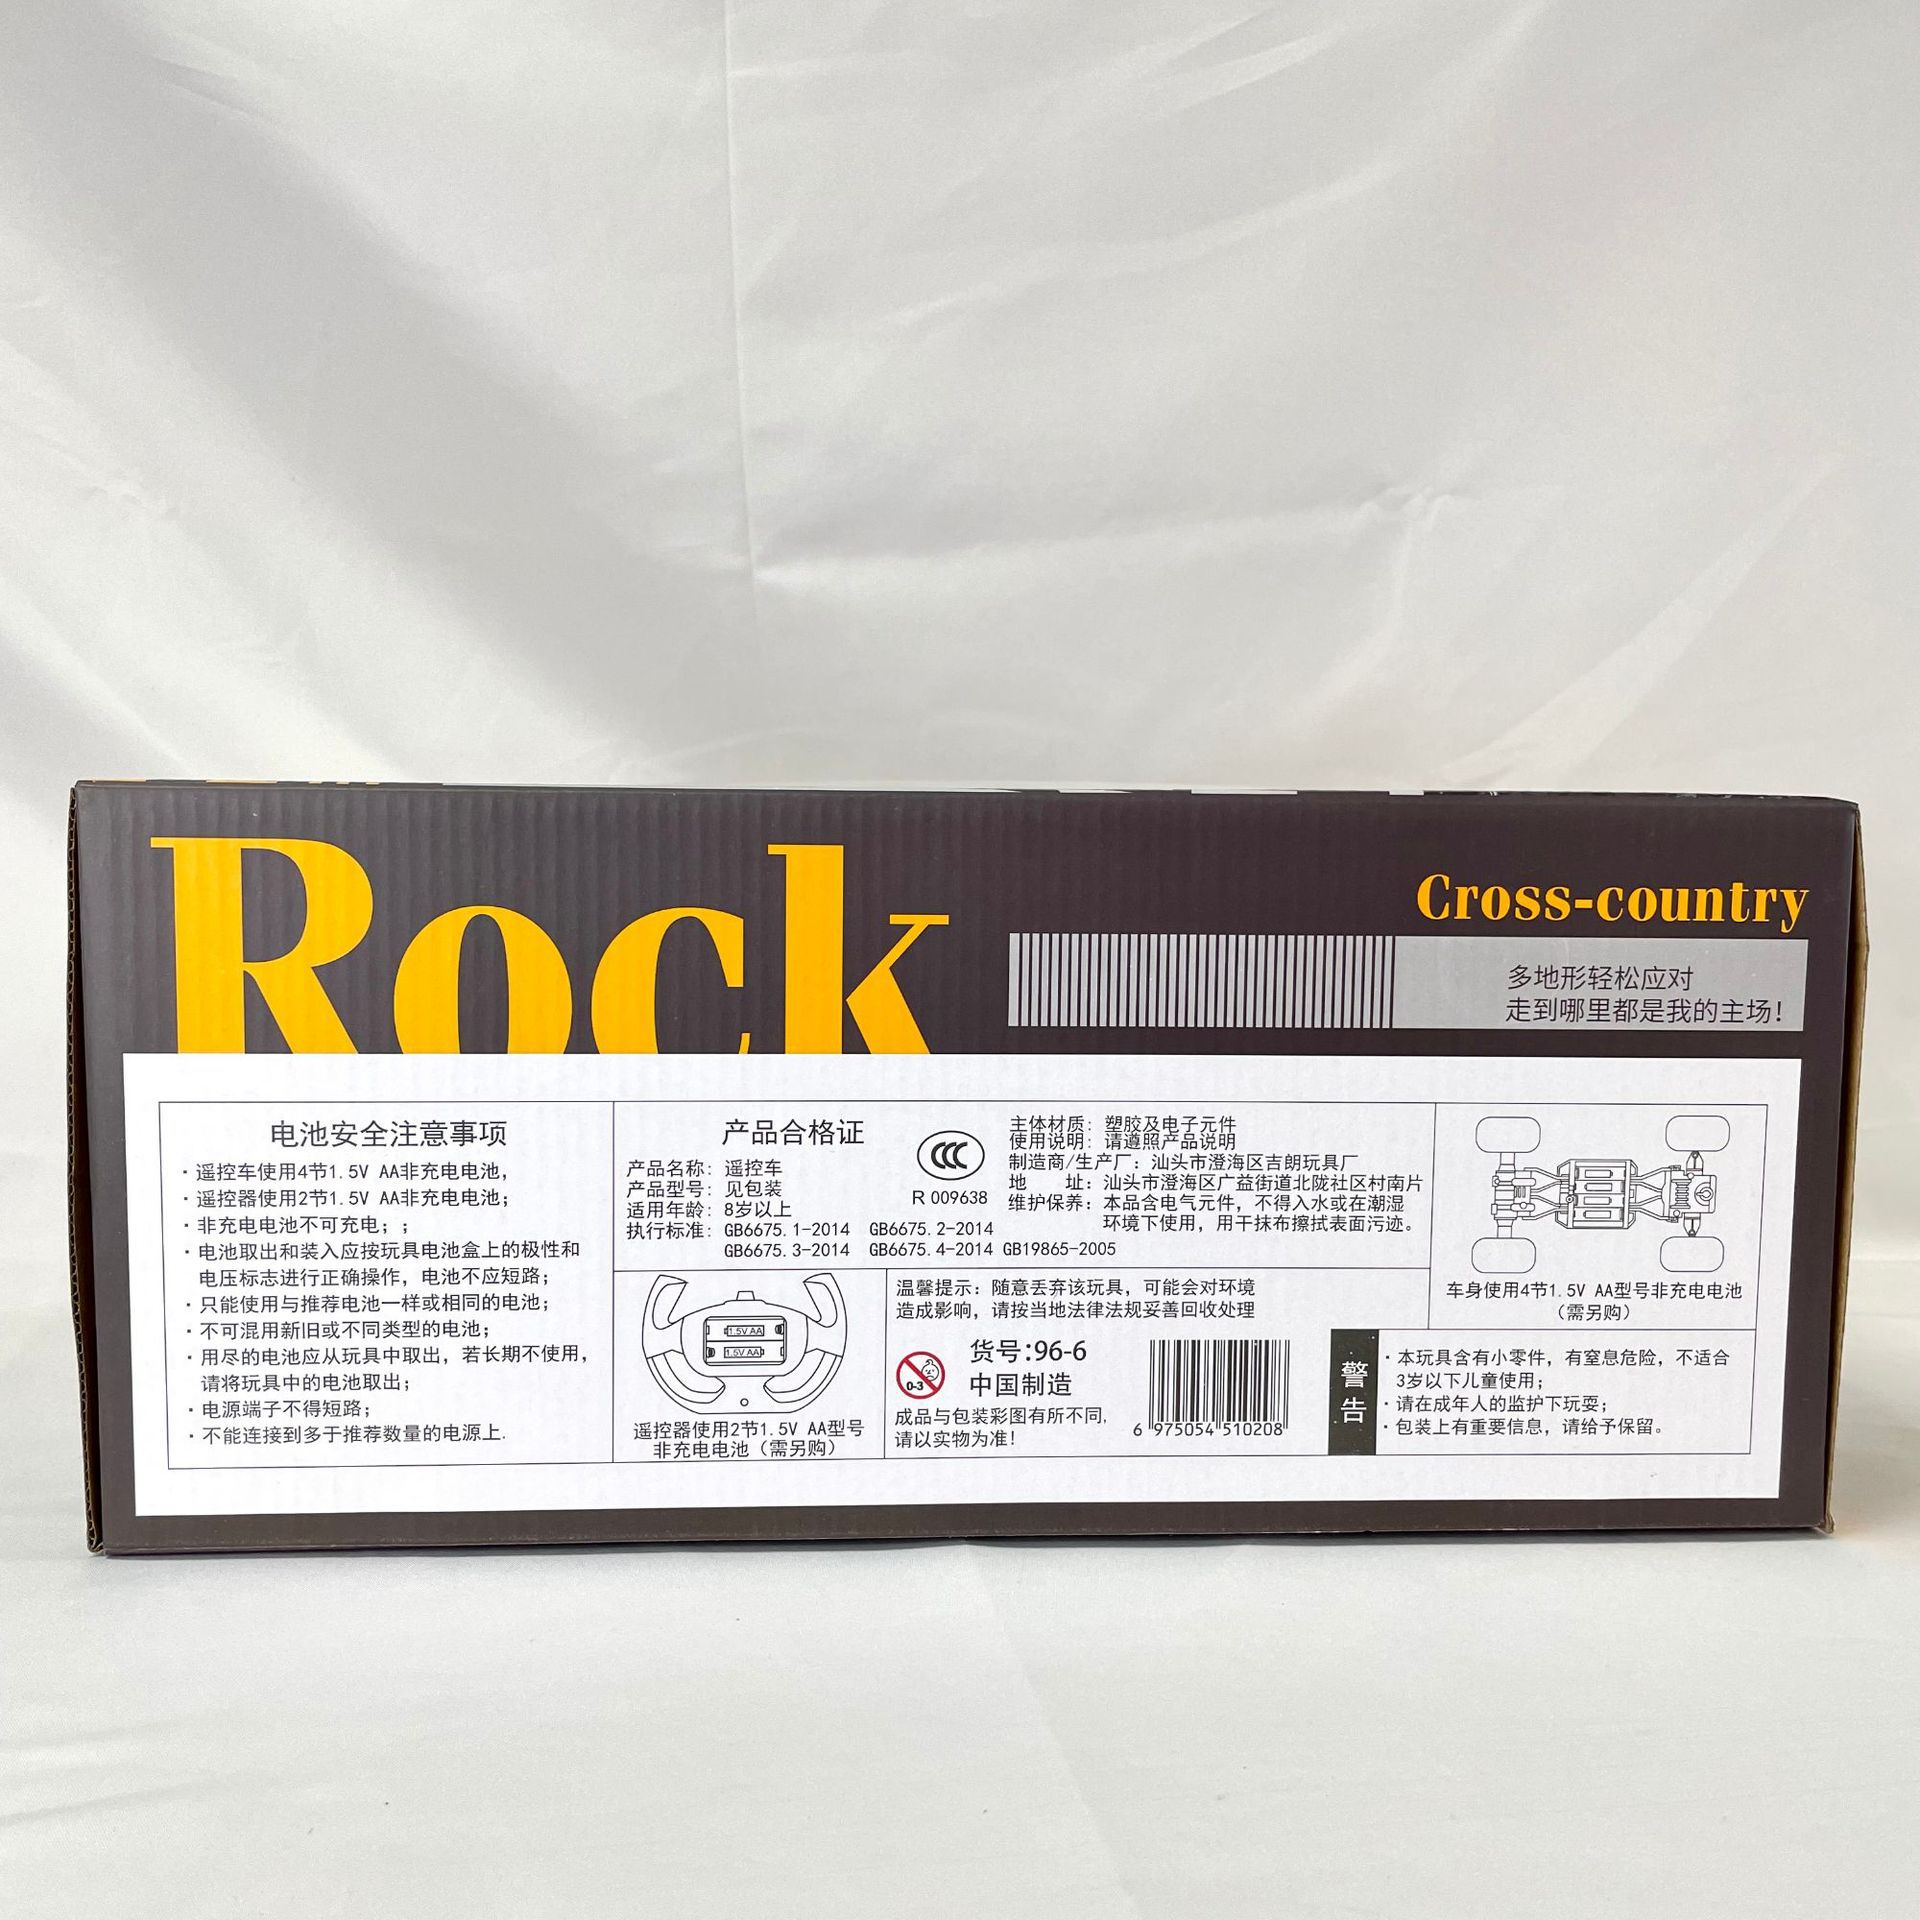 Rock
Cross-country
多地形轻松应对
走到哪里都是我的主场!
电池安全注意事项
·遥控车使用4节1.5V AA非充电电池,
·遥控器使用2节1.5V AA非充电电池;
·非充电电池不可充电;;
·电池取出和装入应按玩具电池盒上的极性和
电压标志进行正确操作,电池不应短路;
·只能使用与推荐电池一样或相同的电池;
·不可混用新旧或不同类型的电池;
·用尽的电池应从玩具中取出,若长期不使用,
请将玩具中的电池取出;
·电源端子不得短路;
·不能连接到多于推荐数量的电源上.
产品合格证
产品名称: 遥控车
产品型号: 见包装
适用年龄: 8岁以上
执行标准: GB6675.1-2014 GB6675.2-2014
GB6675.3-2014 GB6675.4-2014 GB19865-2005
CCC
R 009638
主体材质: 塑胶及电子元件
使用说明: 请遵照产品说明
制造商/生产厂: 汕头市澄海区吉朗玩具厂
地 址: 汕头市澄海区广益街道北陇社区村南片
维护保养: 本品含电气元件, 不得入水或在潮湿
环境下使用, 用干抹布擦拭表面污迹。
1.5V AA
1.5V AA
遥控器使用2节1.5V AA型号
非充电电池（需另购）
温馨提示: 随意丢弃该玩具, 可能会对环境
造成影响, 请按当地法律法规妥善回收处理
0-3
货号:96-6
中国制造
成品与包装彩图有所不同,
请以实物为准!
6 975054 510208
车身使用4节1.5V AA型号非充电电池
（需另购）
警告
·本玩具含有小零件, 有窒息危险, 不适合
3岁以下儿童使用;
·请在成年人的监护下玩耍;
·包装上有重要信息, 请给予保留。